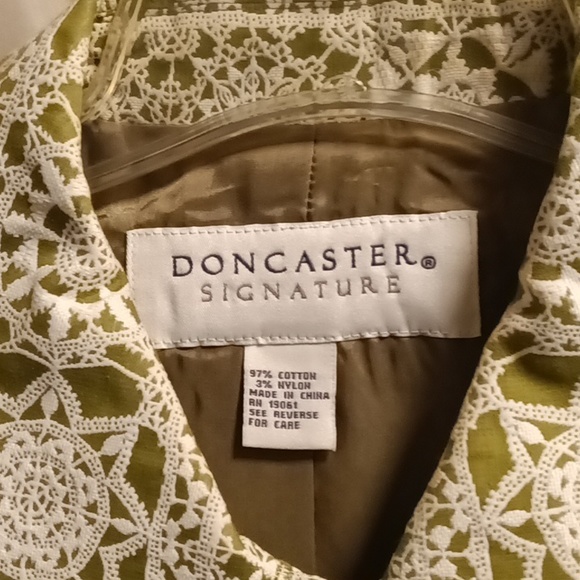 DONCASTER®
SIGNATURE
97% COTTON
3% NYLON
MADE IN CHINA
RN 19061
SEE REVERSE
FOR CARE